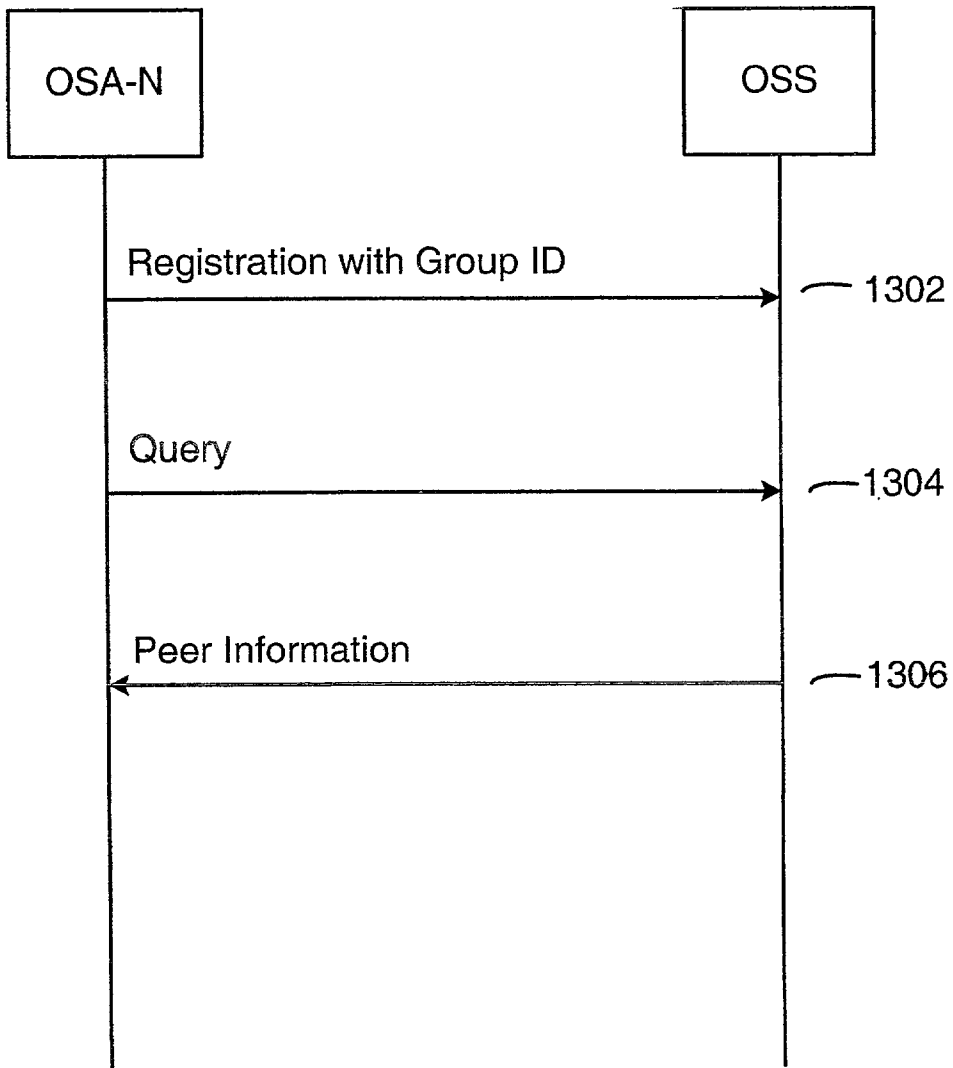 OSA-N
OSS
Registration with Group ID
1302
Query
1304
Peer Information
1306